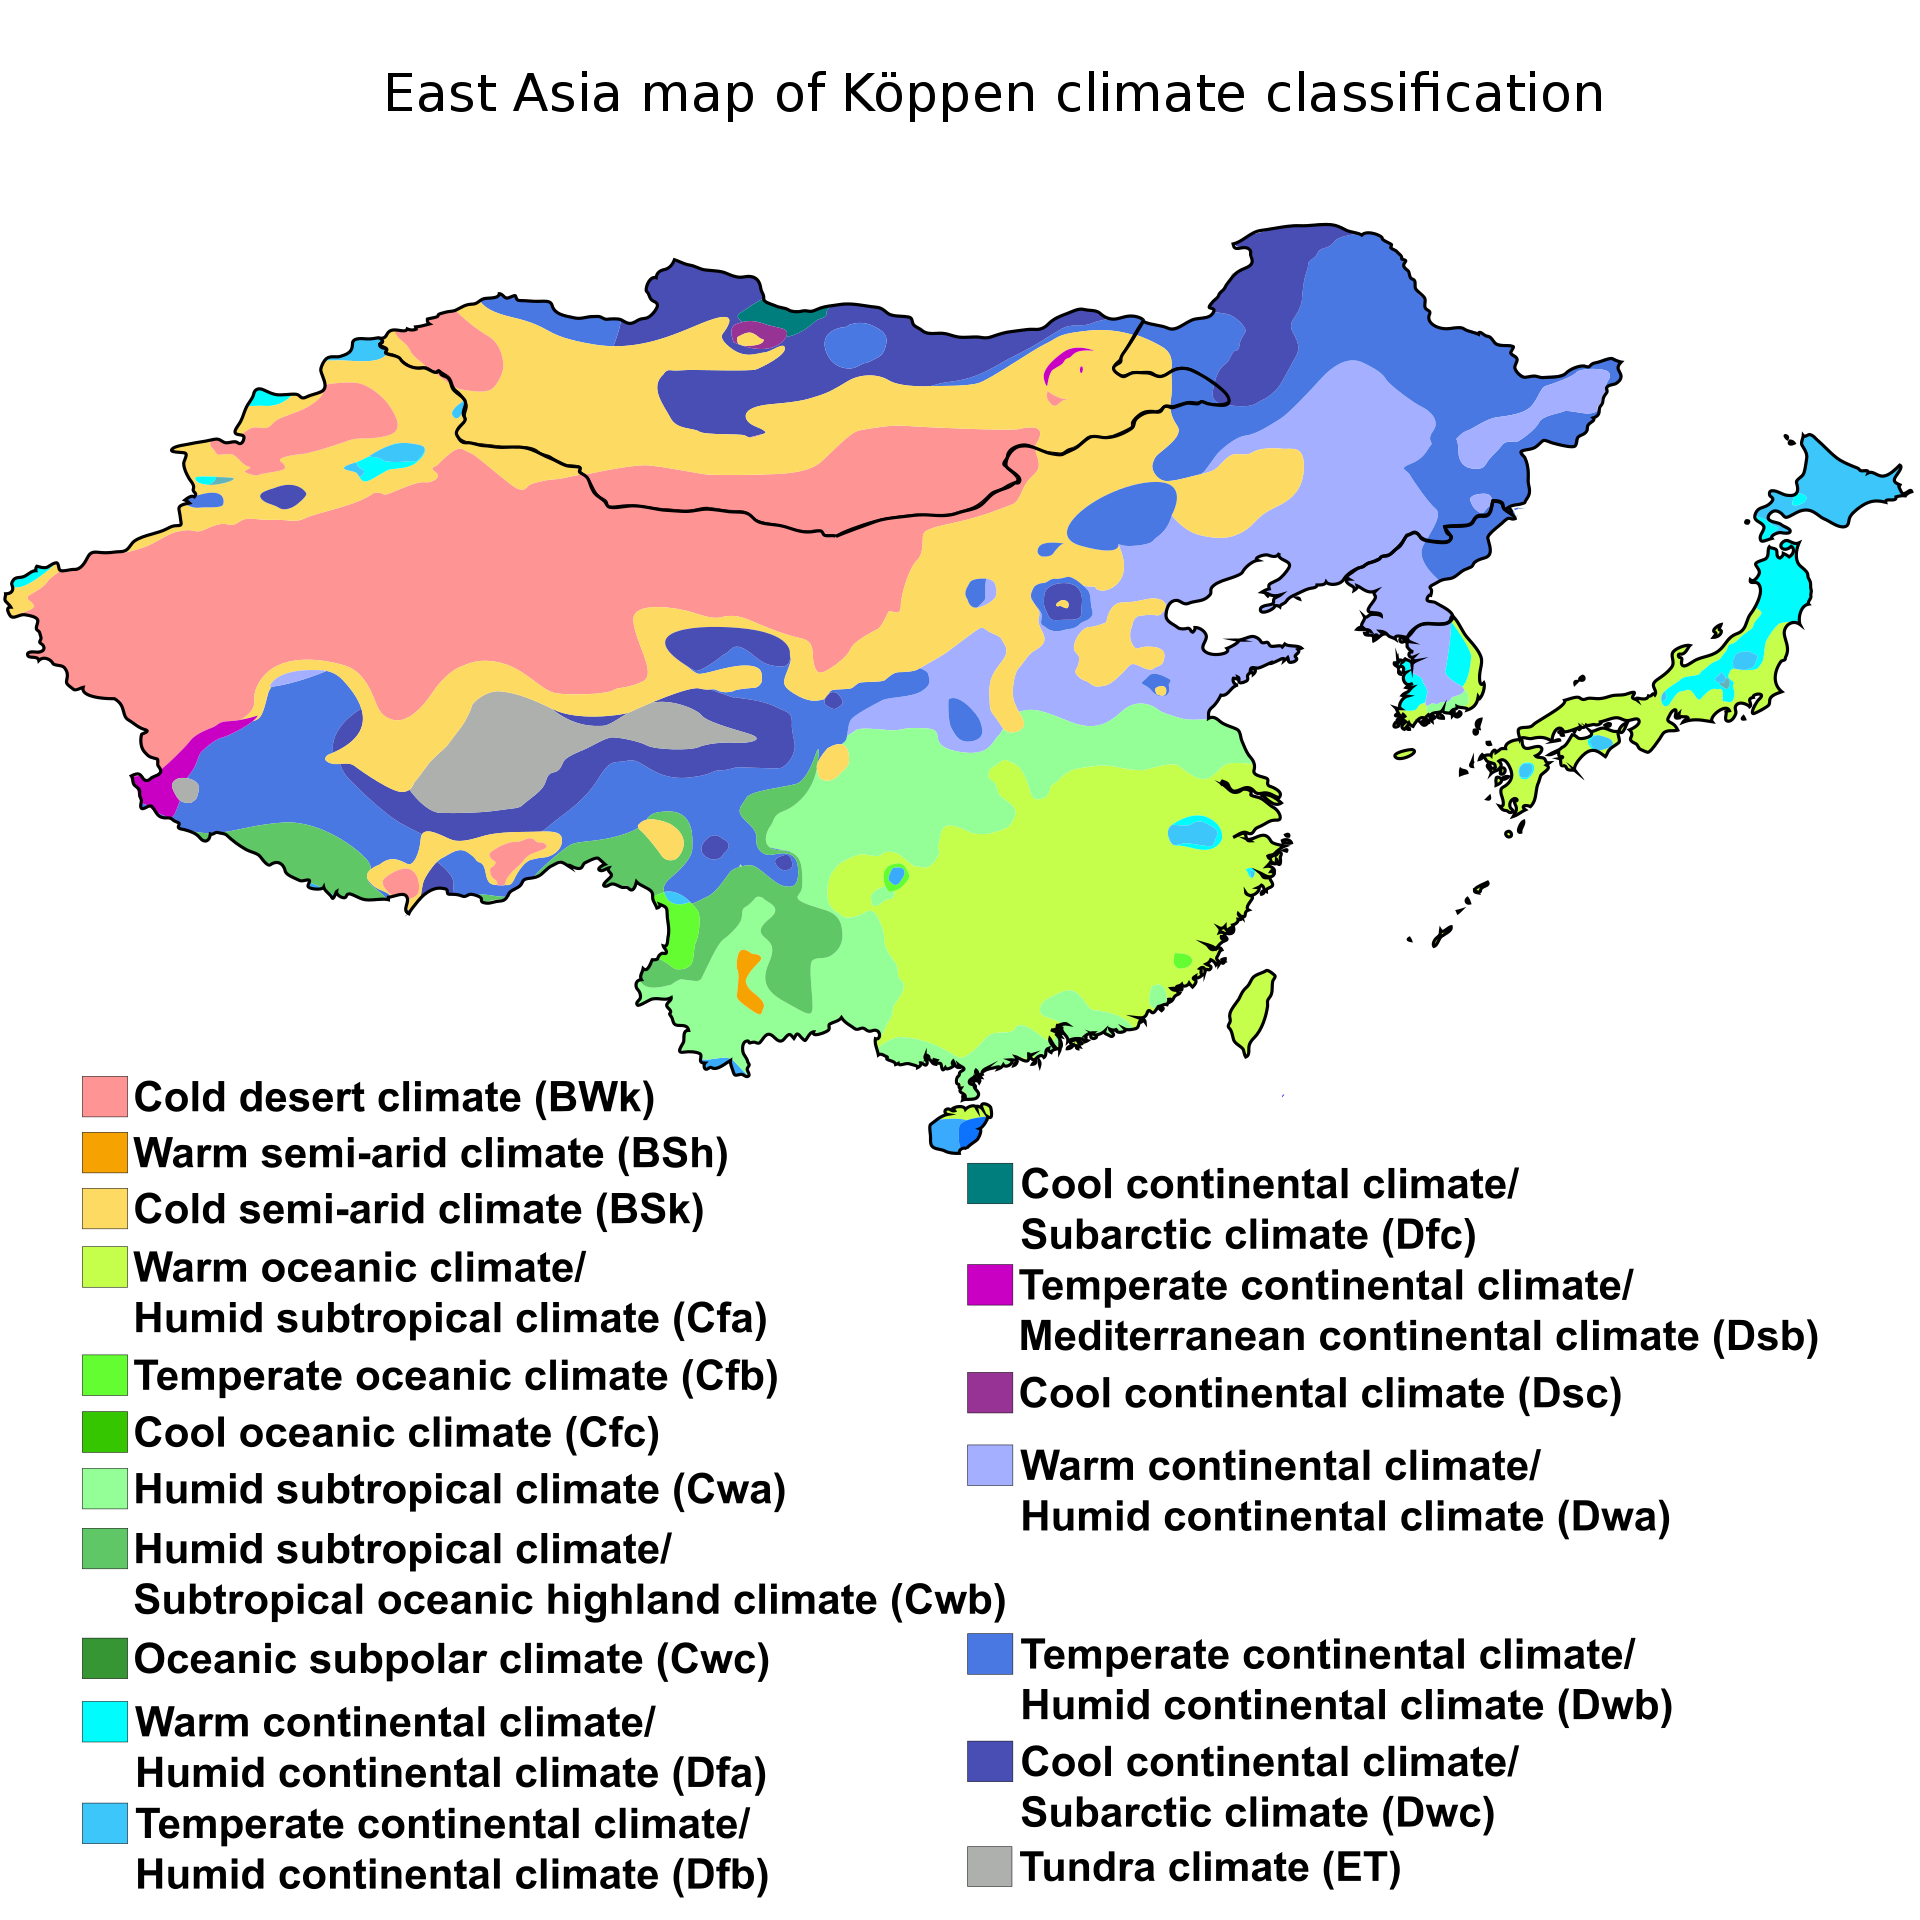 East Asia map of Köppen climate classification
Cold desert climate (BWk)
Warm semi-arid climate (BSh)
Cold semi-arid climate (BSk)
Warm oceanic climate/
Humid subtropical climate (Cfa)
Temperate oceanic climate (Cfb)
Cool oceanic climate (Cfc)
Humid subtropical climate (Cwa)
Humid subtropical climate/
Subtropical oceanic highland climate (Cwb)
Oceanic subpolar climate (Cwc)
Warm continental climate/
Humid continental climate (Dfa)
Temperate continental climate/
Humid continental climate (Dfb)
Cool continental climate/
Subarctic climate (Dfc)
Temperate continental climate/
Mediterranean continental climate (Dsb)
Cool continental climate (Dsc)
Warm continental climate/
Humid continental climate (Dwa)
Temperate continental climate/
Humid continental climate (Dwb)
Cool continental climate/
Subarctic climate (Dwc)
Tundra climate (ET)